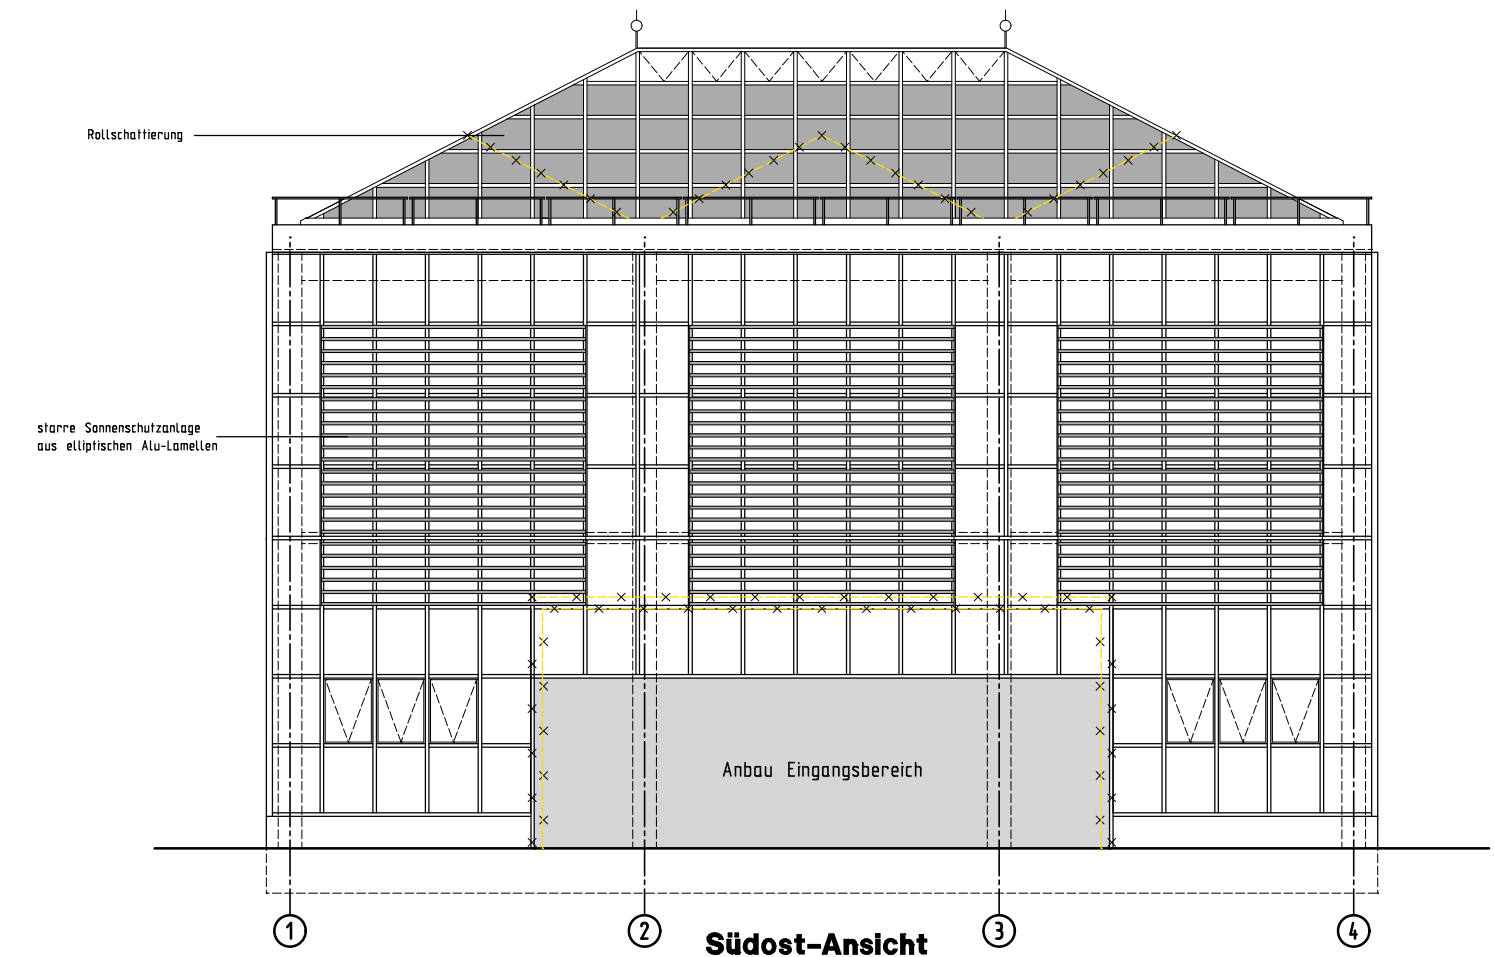 Rollschattierung
starre Sonnenschutzanlage
aus elliptischen Alu-Lamellen
Anbau Eingangsbereich
1 2 3 4
Südost-Ansicht